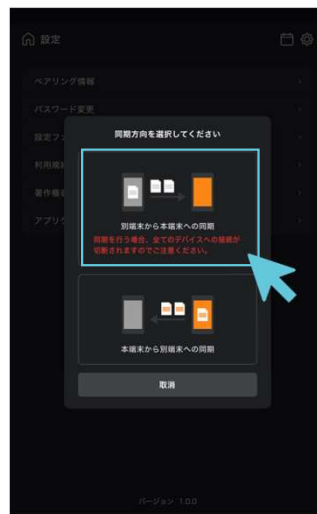 設定
ペアリング情報
パスワード変更
設定フ
利用規
著作権
アプリ
同期方向を選択してください
別端末から本端末への同期
同期を行う場合、全てのデバイスへの接続が
切断されますのでご注意ください。
本端末から別端末への同期
取消
バージョン 1.0.0